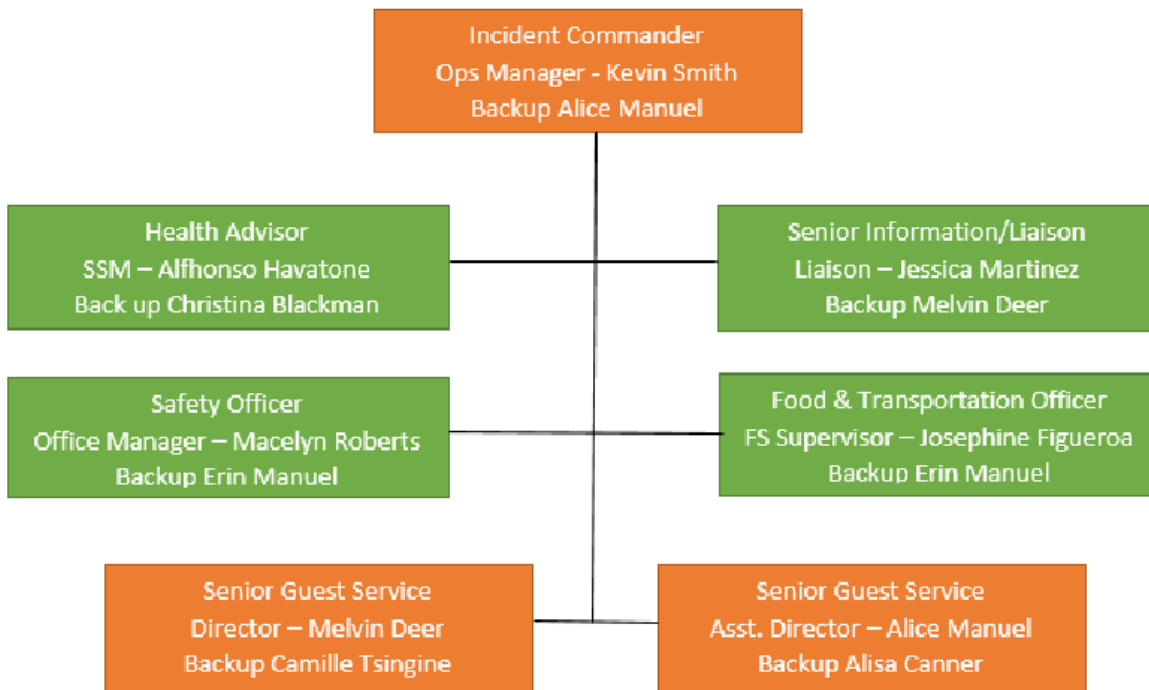 Incident Commander
Ops Manager - Kevin Smith
Backup Alice Manuel
Health Advisor
SSM – Alfhonso Havatone
Back up Christina Blackman
Senior Information/Liaison
Liaison – Jessica Martinez
Backup Melvin Deer
Safety Officer
Office Manager – Macelyn Roberts
Backup Erin Manuel
Food & Transportation Officer
FS Supervisor – Josephine Figueroa
Backup Erin Manuel
Senior Guest Service
Director – Melvin Deer
Backup Camille Tsingine
Senior Guest Service
Asst. Director – Alice Manuel
Backup Alisa Canner